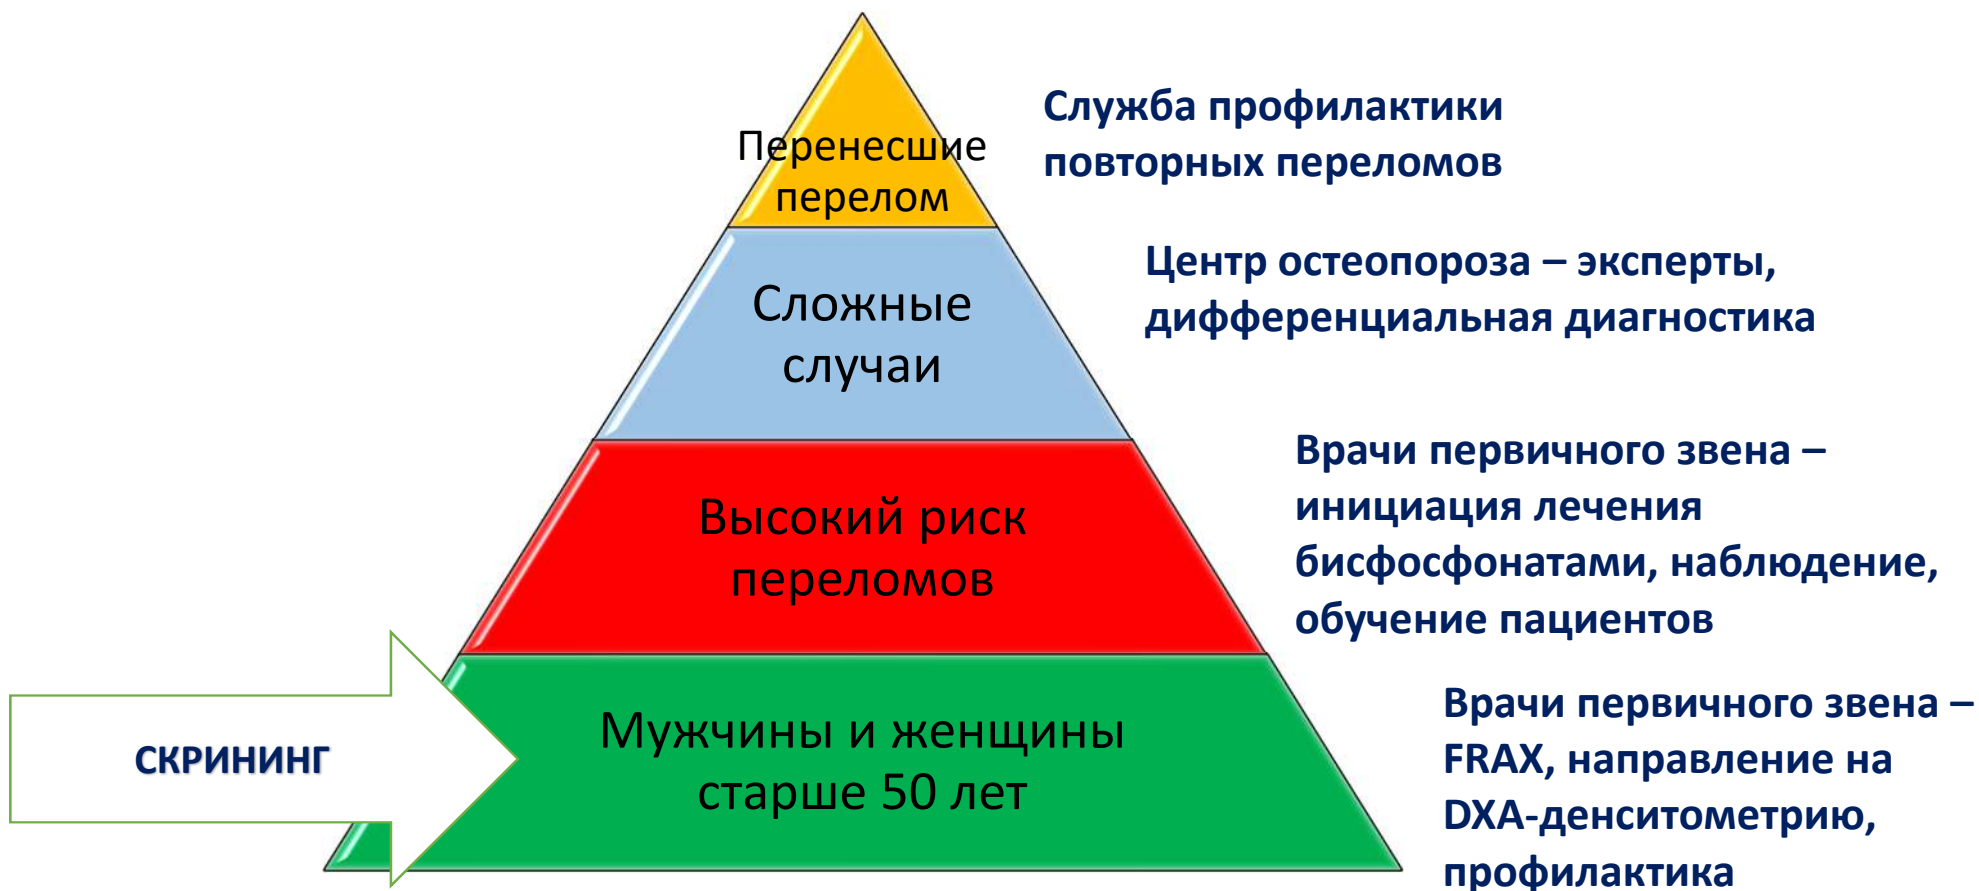 Перенесшие
перелом
Служба профилактики
повторных переломов
Сложные
случаи
Центр остеопороза – эксперты,
дифференциальная диагностика
Высокий риск
переломов
Врачи первичного звена –
инициация лечения
бисфосфонатами, наблюдение,
обучение пациентов
СКРИНИНГ
Мужчины и женщины
старше 50 лет
Врачи первичного звена –
FRAX, направление на
DXA-денситометрию,
профилактика